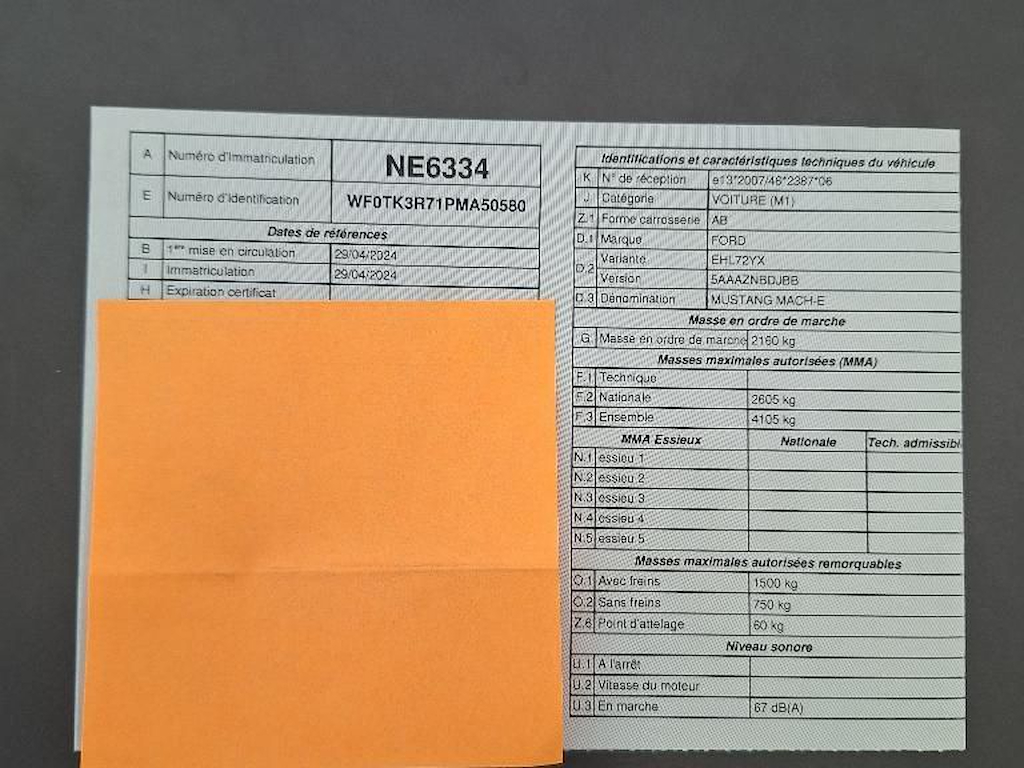 A Numéro d'Immatriculation NE6334
E Numéro d'Identification WF0TK3R71PMA50580
Dates de références
B 1ère mise en circulation 29/04/2024
I Immatriculation 29/04/2024
H Expiration certificat
Identifications et caractéristiques techniques du véhicule
K. N° de réception e13*2007/46*2387*06
J. Catégorie VOITURE (M1)
Z.1 Forme carrosserie AB
D.1 Marque FORD
D.2 Variante EHL72YX
Version 5AAAZNBDJBB
D.3 Dénomination MUSTANG MACH-E
Masse en ordre de marche
G. Masse en ordre de marche 2160 kg
Masses maximales autorisées (MMA)
F.1 Technique
F.2 Nationale 2605 kg
F.3 Ensemble 4105 kg
MMA Essieux Nationale Tech. admissibl
N.1 essieu 1
N.2 essieu 2
N.3 essieu 3
N.4 essieu 4
N.5 essieu 5
Masses maximales autorisées remorquables
O.1 Avec freins 1500 kg
O.2 Sans freins 750 kg
Z.6 Point d'attelage 60 kg
Niveau sonore
U.1 A l'arrêt
U.2 Vitesse du moteur
U.3 En marche 67 dB(A)